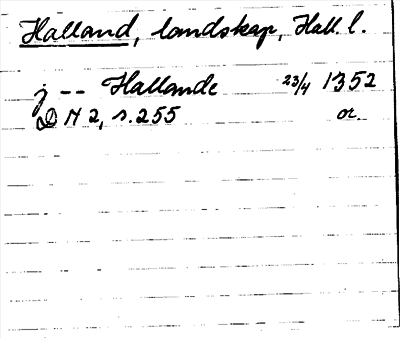 Halland, landskap, Hall. l.
j -- Hallande 23/4 1352
DN 2, s. 255 or.